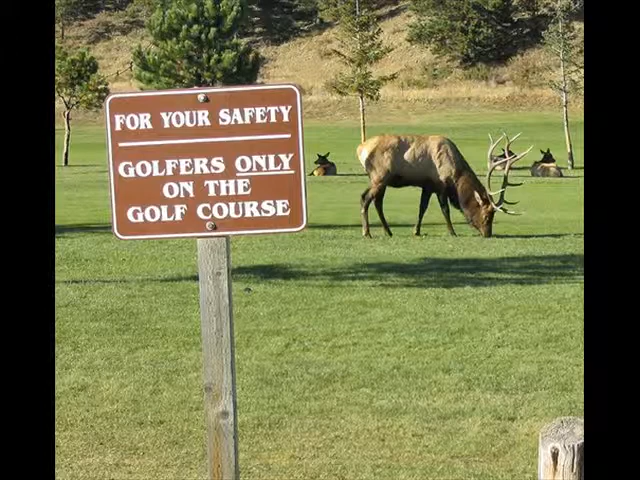 FOR YOUR SAFETY
GOLFERS ONLY
ON THE
GOLF COURSE